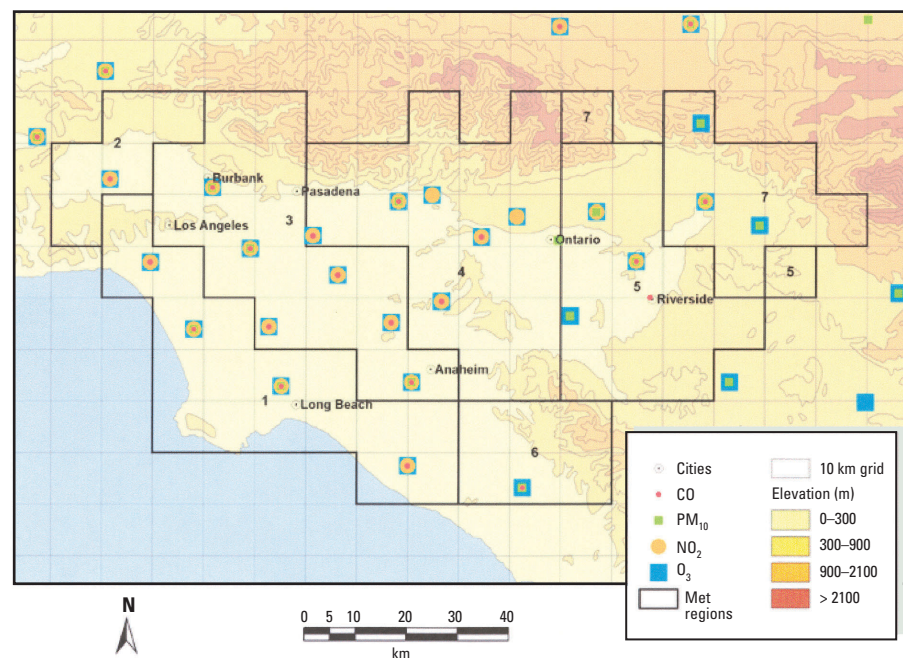 7
2
Burbank
Pasadena
7
3
Los Angeles
Ontario
4
5
5
Riverside
Anaheim
1
Long Beach
6
Cities
CO
PM10
NO2
O3
Met
regions
10 km grid
Elevation (m)
0–300
300–900
900–2100
> 2100
N
0 5 10 20 30 40
km